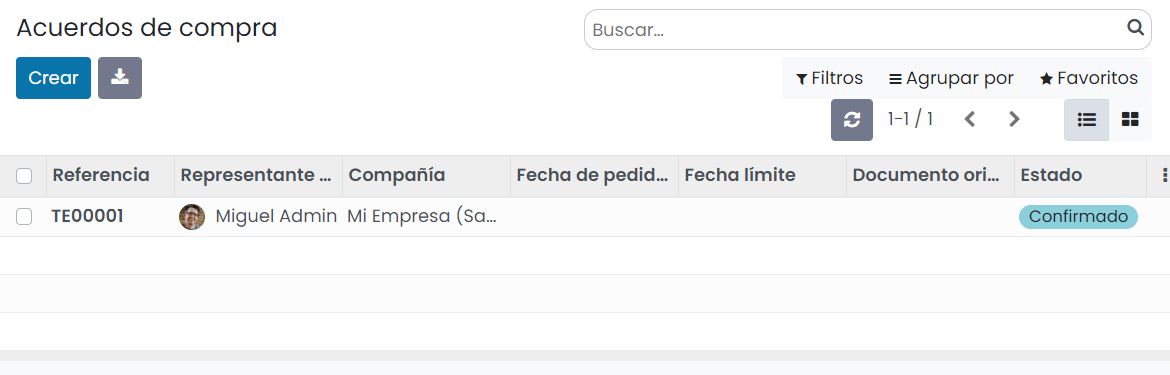 Acuerdos de compra
Buscar...
Crear
Filtros Agrupar por Favoritos
1-1 / 1
Referencia Representante ... Compañía Fecha de pedid... Fecha límite Documento ori... Estado
TE00001 Miguel Admin Mi Empresa (Sa... Confirmado